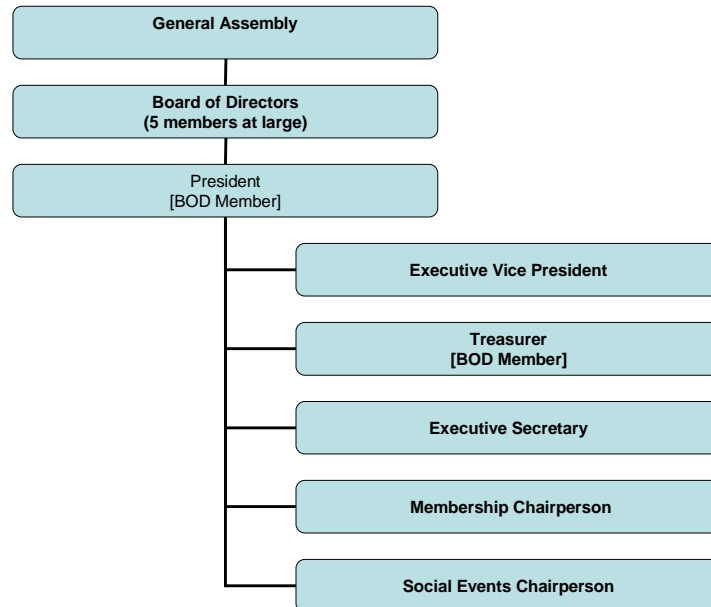 General Assembly
Board of Directors
(5 members at large)
President
[BOD Member]
Executive Vice President
Treasurer
[BOD Member]
Executive Secretary
Membership Chairperson
Social Events Chairperson